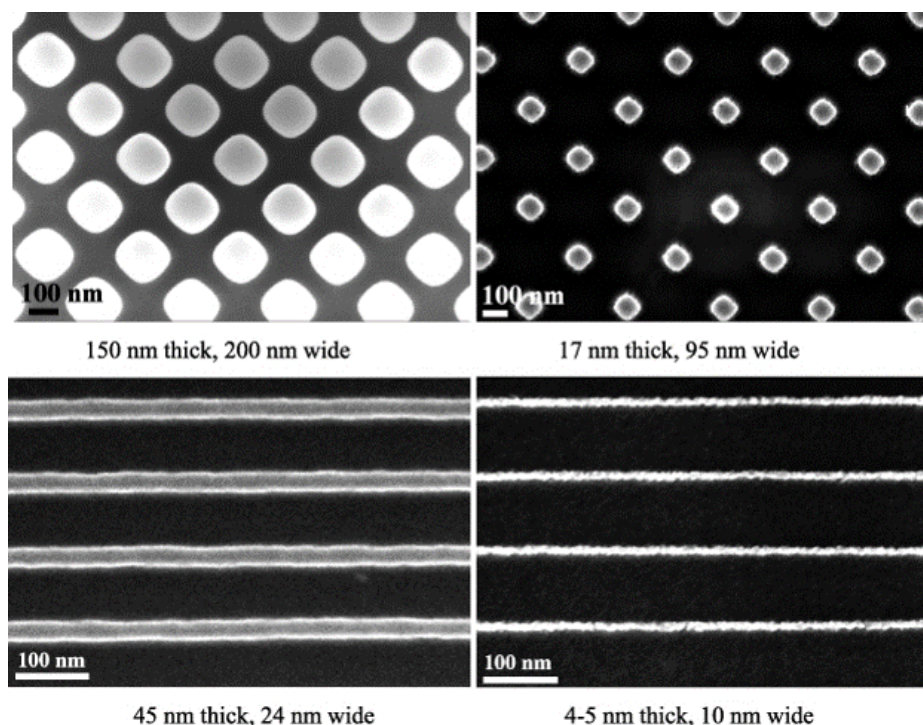 100 nm
100 nm
150 nm thick, 200 nm wide
17 nm thick, 95 nm wide
100 nm
100 nm
45 nm thick, 24 nm wide
4-5 nm thick, 10 nm wide